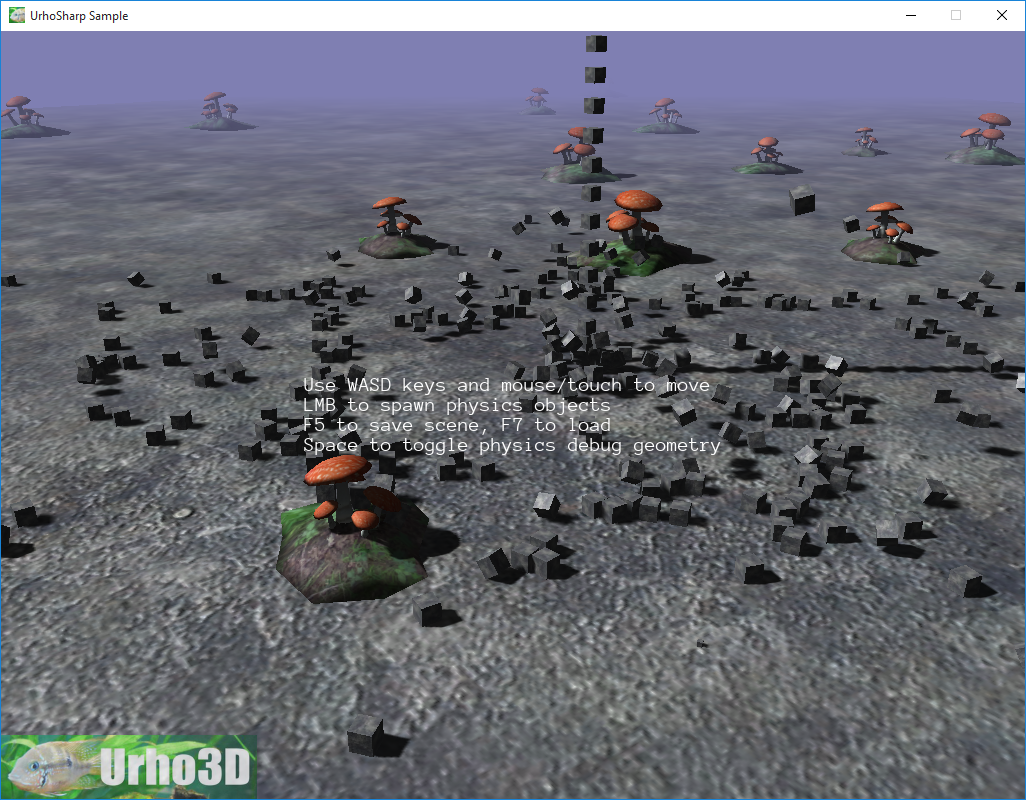 UrhoSharp Sample
Use WASD keys and mouse/touch to move
LMB to spawn physics objects
F5 to save scene, F7 to load
Space to toggle physics debug geometry
Urho3D